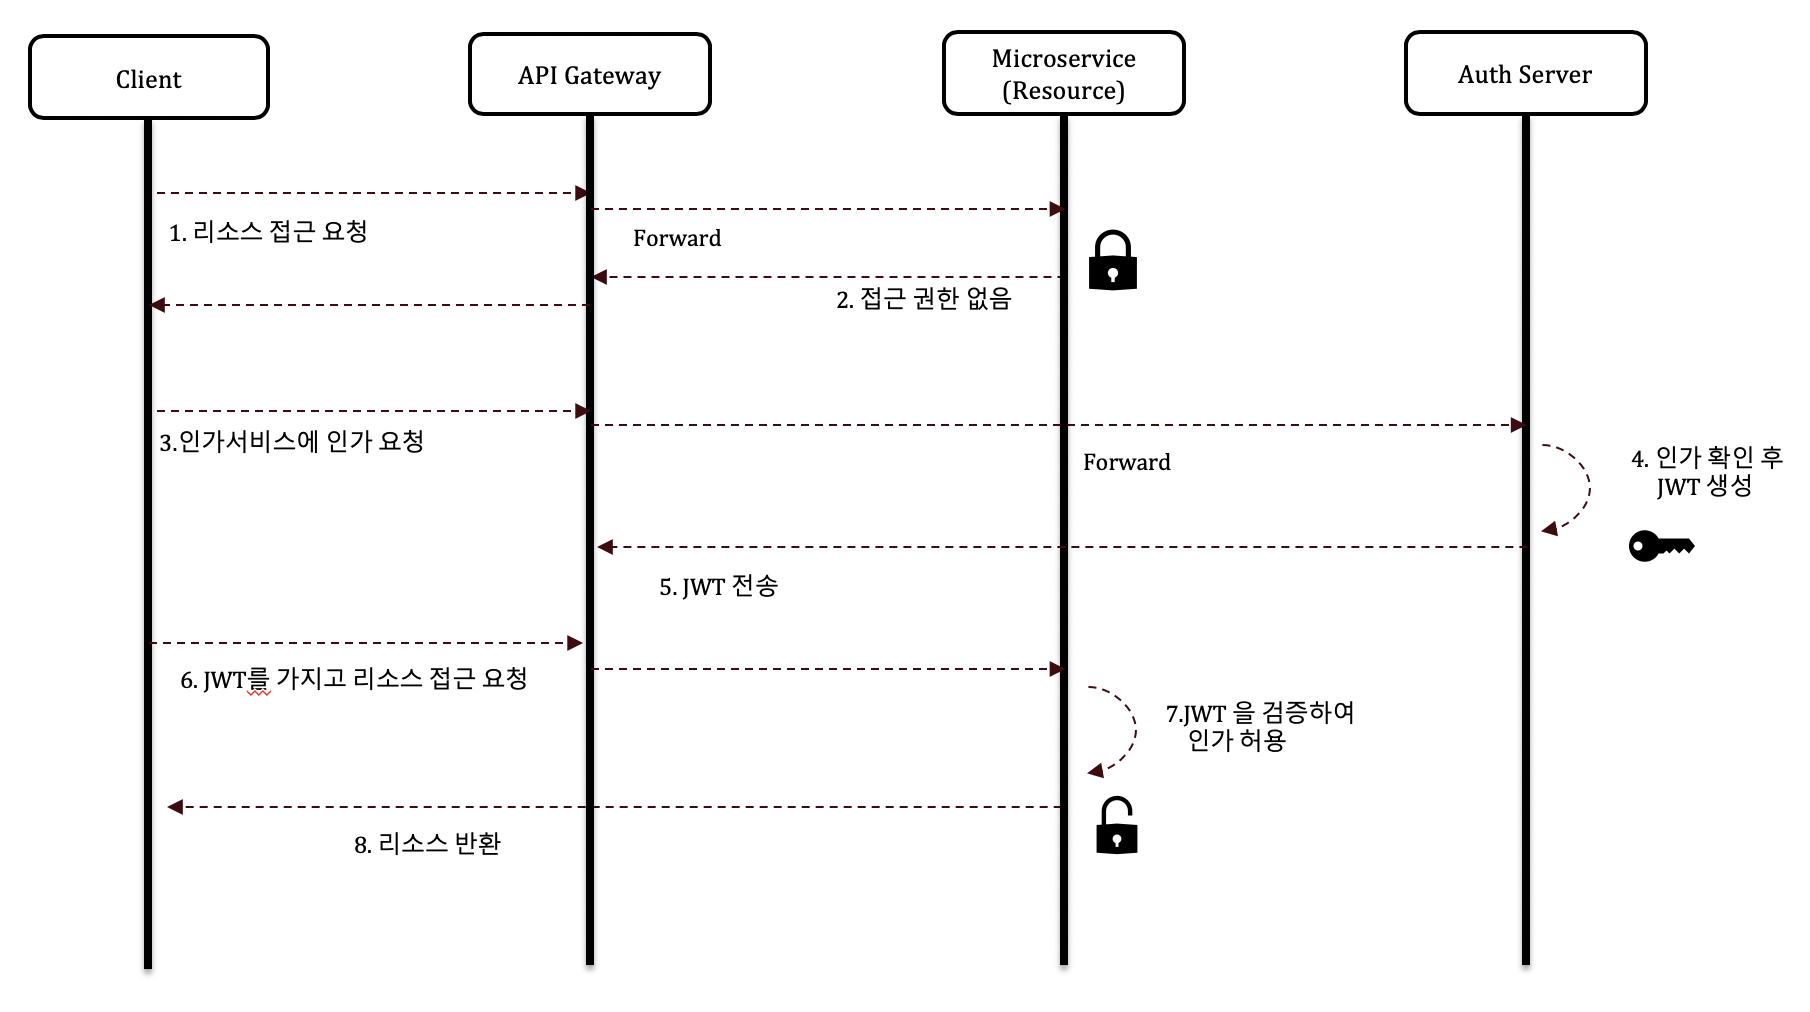 Client
API Gateway
Microservice
(Resource)
Auth Server
1. 리소스 접근 요청
Forward
2. 접근 권한 없음
3.인가서비스에 인가 요청
Forward
4. 인가 확인 후
JWT 생성
5. JWT 전송
6. JWT를 가지고 리소스 접근 요청
7.JWT 을 검증하여
인가 허용
8. 리소스 반환